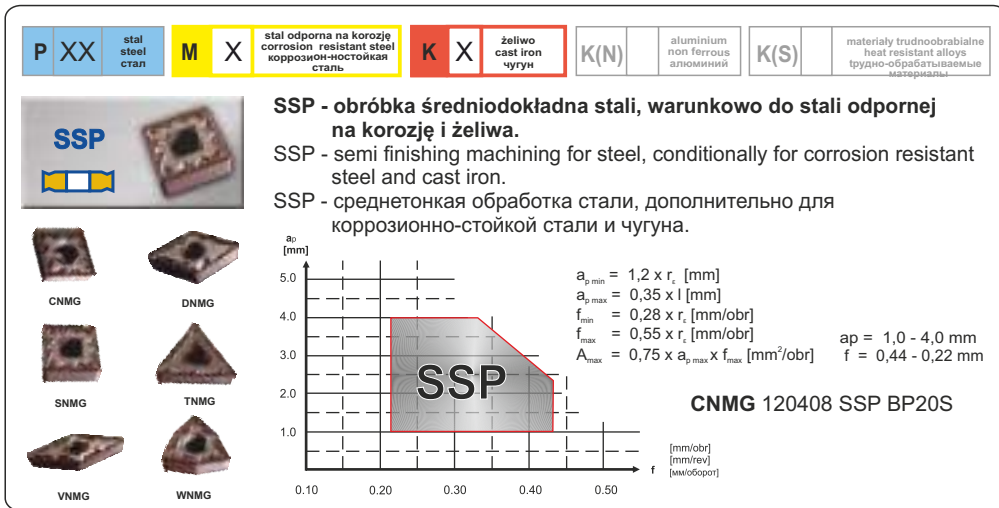 P XX stal
steel
стал
M X stal odporna na korozję
corrosion resistant steel
коррозион-ностойкая
сталь
K X żeliwo
cast iron
чугун
K(N) aluminium
non ferrous
алюминий
K(S) materiały trudnoobrabialne
heat resistant alloys
трудно-обрабатываемые
материалы
SSP
SSP - obróbka średniodokładna stali, warunkowo do stali odpornej
na korozję i żeliwa.
SSP - semi finishing machining for steel, conditionally for corrosion resistant
steel and cast iron.
SSP - среднетонкая обработка стали, дополнительно для
коррозионно-стойкой стали и чугуна.
CNMG
DNMG
SNMG
TNMG
VNMG
WNMG
ap
[mm]
5.0
4.0
3.0
2.0
1.0
SSP
0.10 0.20 0.30 0.40 0.50
f
[mm/obr]
[mm/rev]
[мм/оборот]
ap min = 1,2 x rε [mm]
ap max = 0,35 x l [mm]
fmin = 0,28 x rε [mm/obr]
fmax = 0,55 x rε [mm/obr]
Amax = 0,75 x ap max x fmax [mm²/obr]
ap = 1,0 - 4,0 mm
f = 0,44 - 0,22 mm
CNMG 120408 SSP BP20S